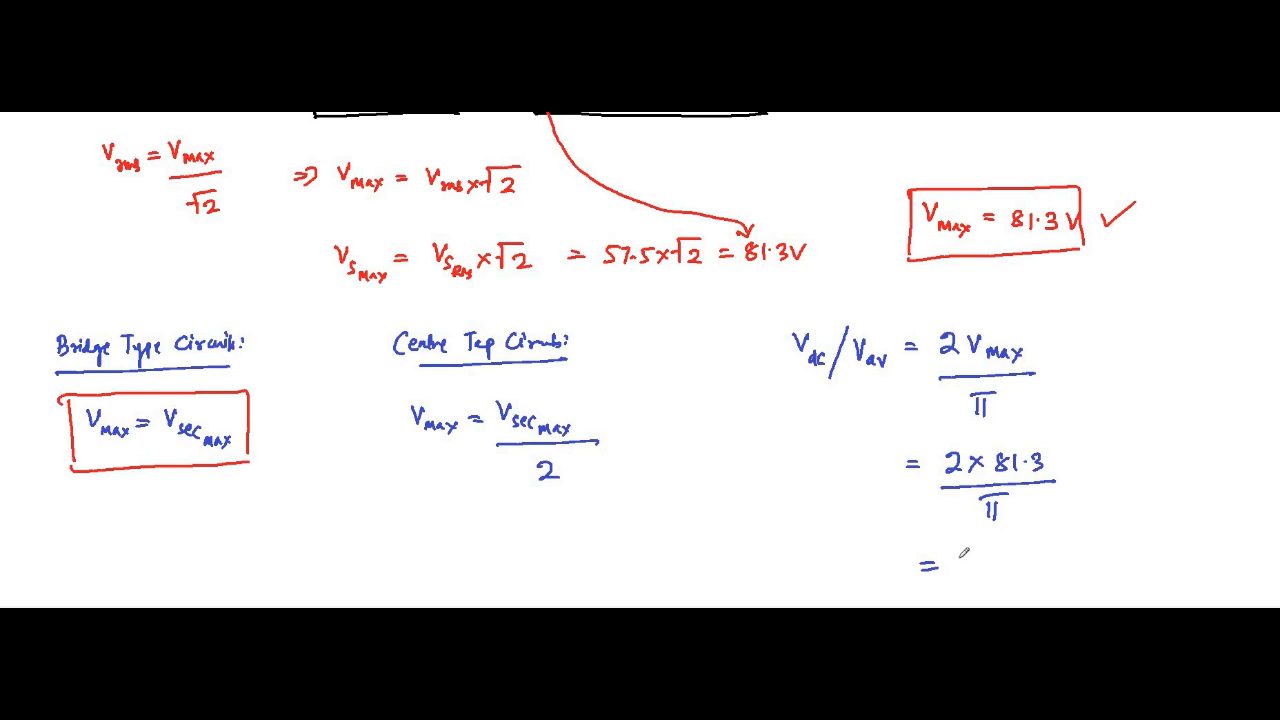 Vrms = VMAX / √2 ⇒ VMAX = Vrms × √2
VSMAX = VSRMS × √2 = 57.5 × √2 = 81.3V
VMAX = 81.3 V ✓
Bridge Type Circuit:
VMAX = VsecMAX
Centre Tap Circuit:
VMAX = VsecMAX / 2
Vdc / Vav = 2 VMAX / π
= 2 × 81.3 / π
=